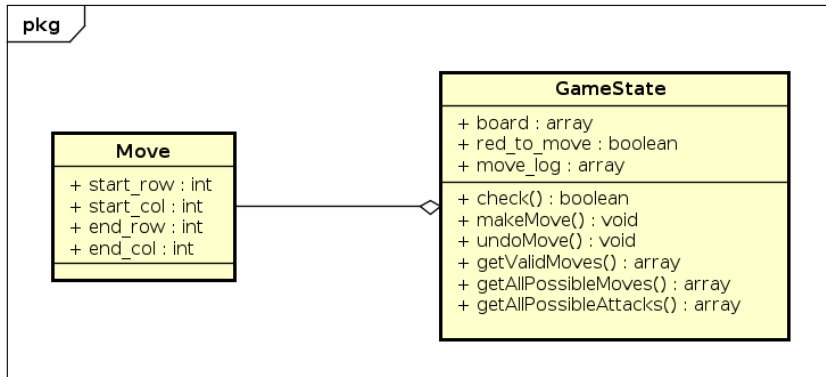 pkg
Move
+ start_row : int
+ start_col : int
+ end_row : int
+ end_col : int
GameState
+ board : array
+ red_to_move : boolean
+ move_log : array
+ check() : boolean
+ makeMove() : void
+ undoMove() : void
+ getValidMoves() : array
+ getAllPossibleMoves() : array
+ getAllPossibleAttacks() : array